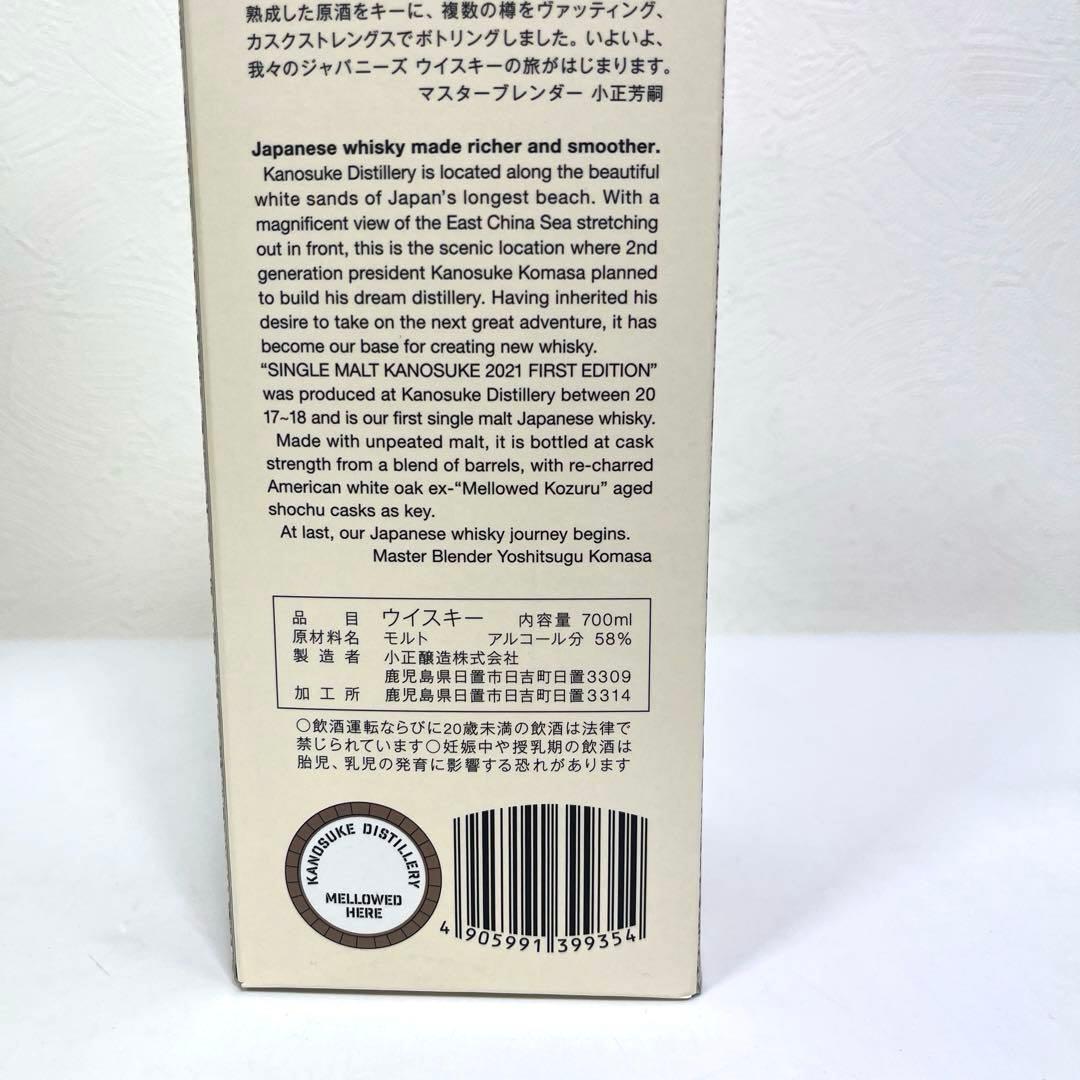 熟成した原酒をキーに、複数の樽をヴァッティング、
カスクストレングスでボトリングしました。いよいよ、
我々のジャパニーズ ウイスキーの旅がはじまります。
マスターブレンダー 小正芳嗣
Japanese whisky made richer and smoother.
Kanosuke Distillery is located along the beautiful
white sands of Japan's longest beach. With a
magnificent view of the East China Sea stretching
out in front, this is the scenic location where 2nd
generation president Kanosuke Komasa planned
to build his dream distillery. Having inherited his
desire to take on the next great adventure, it has
become our base for creating new whisky.
“SINGLE MALT KANOSUKE 2021 FIRST EDITION”
was produced at Kanosuke Distillery between 20
17~18 and is our first single malt Japanese whisky.
Made with unpeated malt, it is bottled at cask
strength from a blend of barrels, with re-charred
American white oak ex-“Mellowed Kozuru” aged
shochu casks as key.
At last, our Japanese whisky journey begins.
Master Blender Yoshitsugu Komasa
品目 ウイスキー 内容量 700ml
原材料名 モルト アルコール分 58%
製造者 小正醸造株式会社
鹿児島県日置市日吉町日置3309
加工所 鹿児島県日置市日吉町日置3314
○飲酒運転ならびに20歳未満の飲酒は法律で
禁じられています○妊娠中や授乳期の飲酒は
胎児、乳児の発育に影響する恐れがあります
KANOSUKE DISTILLERY
MELLOWED
HERE
4 905991 399354